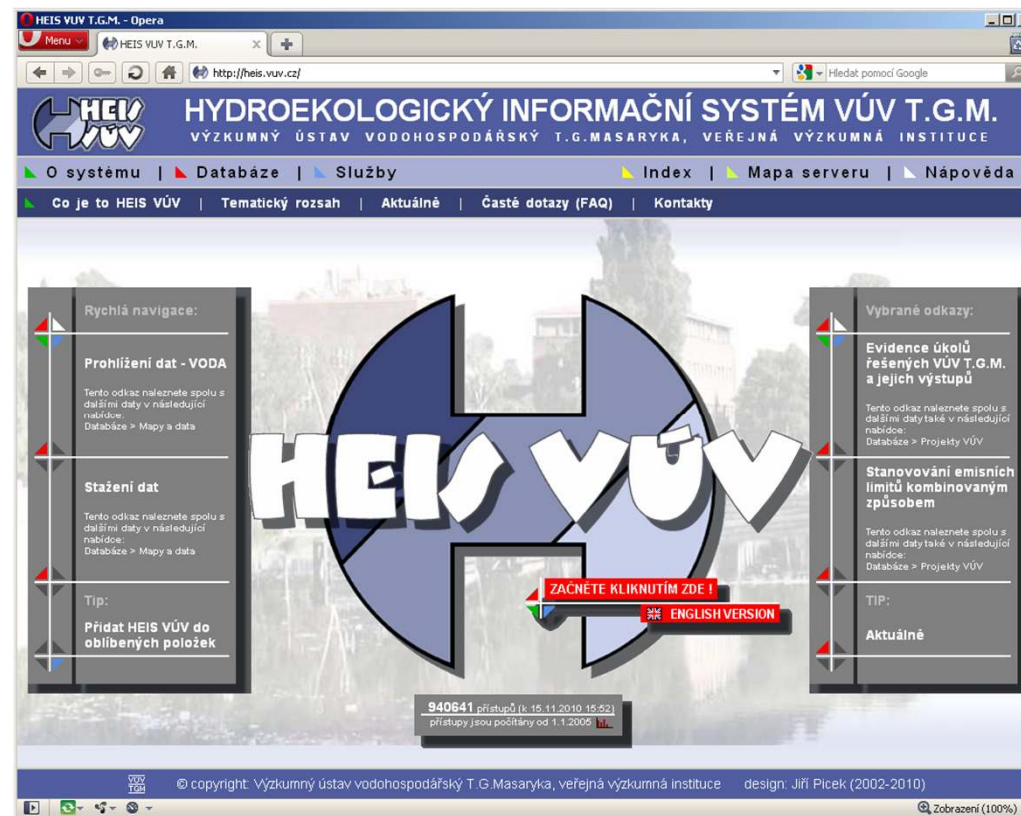 HEIS VUV T.G.M. - Opera
Menu
HEIS VUV T.G.M.
http://heis.vuv.cz/
Hledat pomocí Google
HEIS VÚV
HYDROEKOLOGICKÝ INFORMAČNÍ SYSTÉM VÚV T.G.M.
VÝZKUMNÝ ÚSTAV VODOHOSPODÁŘSKÝ T.G.MASARYKA, VEŘEJNÁ VÝZKUMNÁ INSTITUCE
O systému | Databáze | Služby Index | Mapa serveru | Nápověda
Co je to HEIS VÚV | Tematický rozsah | Aktuálně | Časté dotazy (FAQ) | Kontakty
Rychlá navigace:
Prohlížení dat - VODA
Tento odkaz naleznete spolu s
dalšími daty v následující
nabídce:
Databáze > Mapy a data
Stažení dat
Tento odkaz naleznete spolu s
dalšími daty v následující
nabídce:
Databáze > Mapy a data
Tip:
Přidat HEIS VÚV do
oblíbených položek
HEIS VÚV
ZAČNĚTE KLIKNUTÍM ZDE !
ENGLISH VERSION
940641 přístupů (k 15.11.2010 15:52)
přístupy jsou počítány od 1.1.2005
Vybrané odkazy:
Evidence úkolů
řešených VÚV T.G.M.
a jejich výstupů
Tento odkaz naleznete spolu s
dalšími daty také v následující
nabídce:
Databáze > Projekty VÚV
Stanovování emisních
limitů kombinovaným
způsobem
Tento odkaz naleznete spolu s
dalšími daty také v následující
nabídce:
Databáze > Projekty VÚV
TIP:
Aktuálně
VÚV
TGM
© copyright: Výzkumný ústav vodohospodářský T.G.Masaryka, veřejná výzkumná instituce design: Jiří Picek (2002-2010)
Zobrazení (100%)